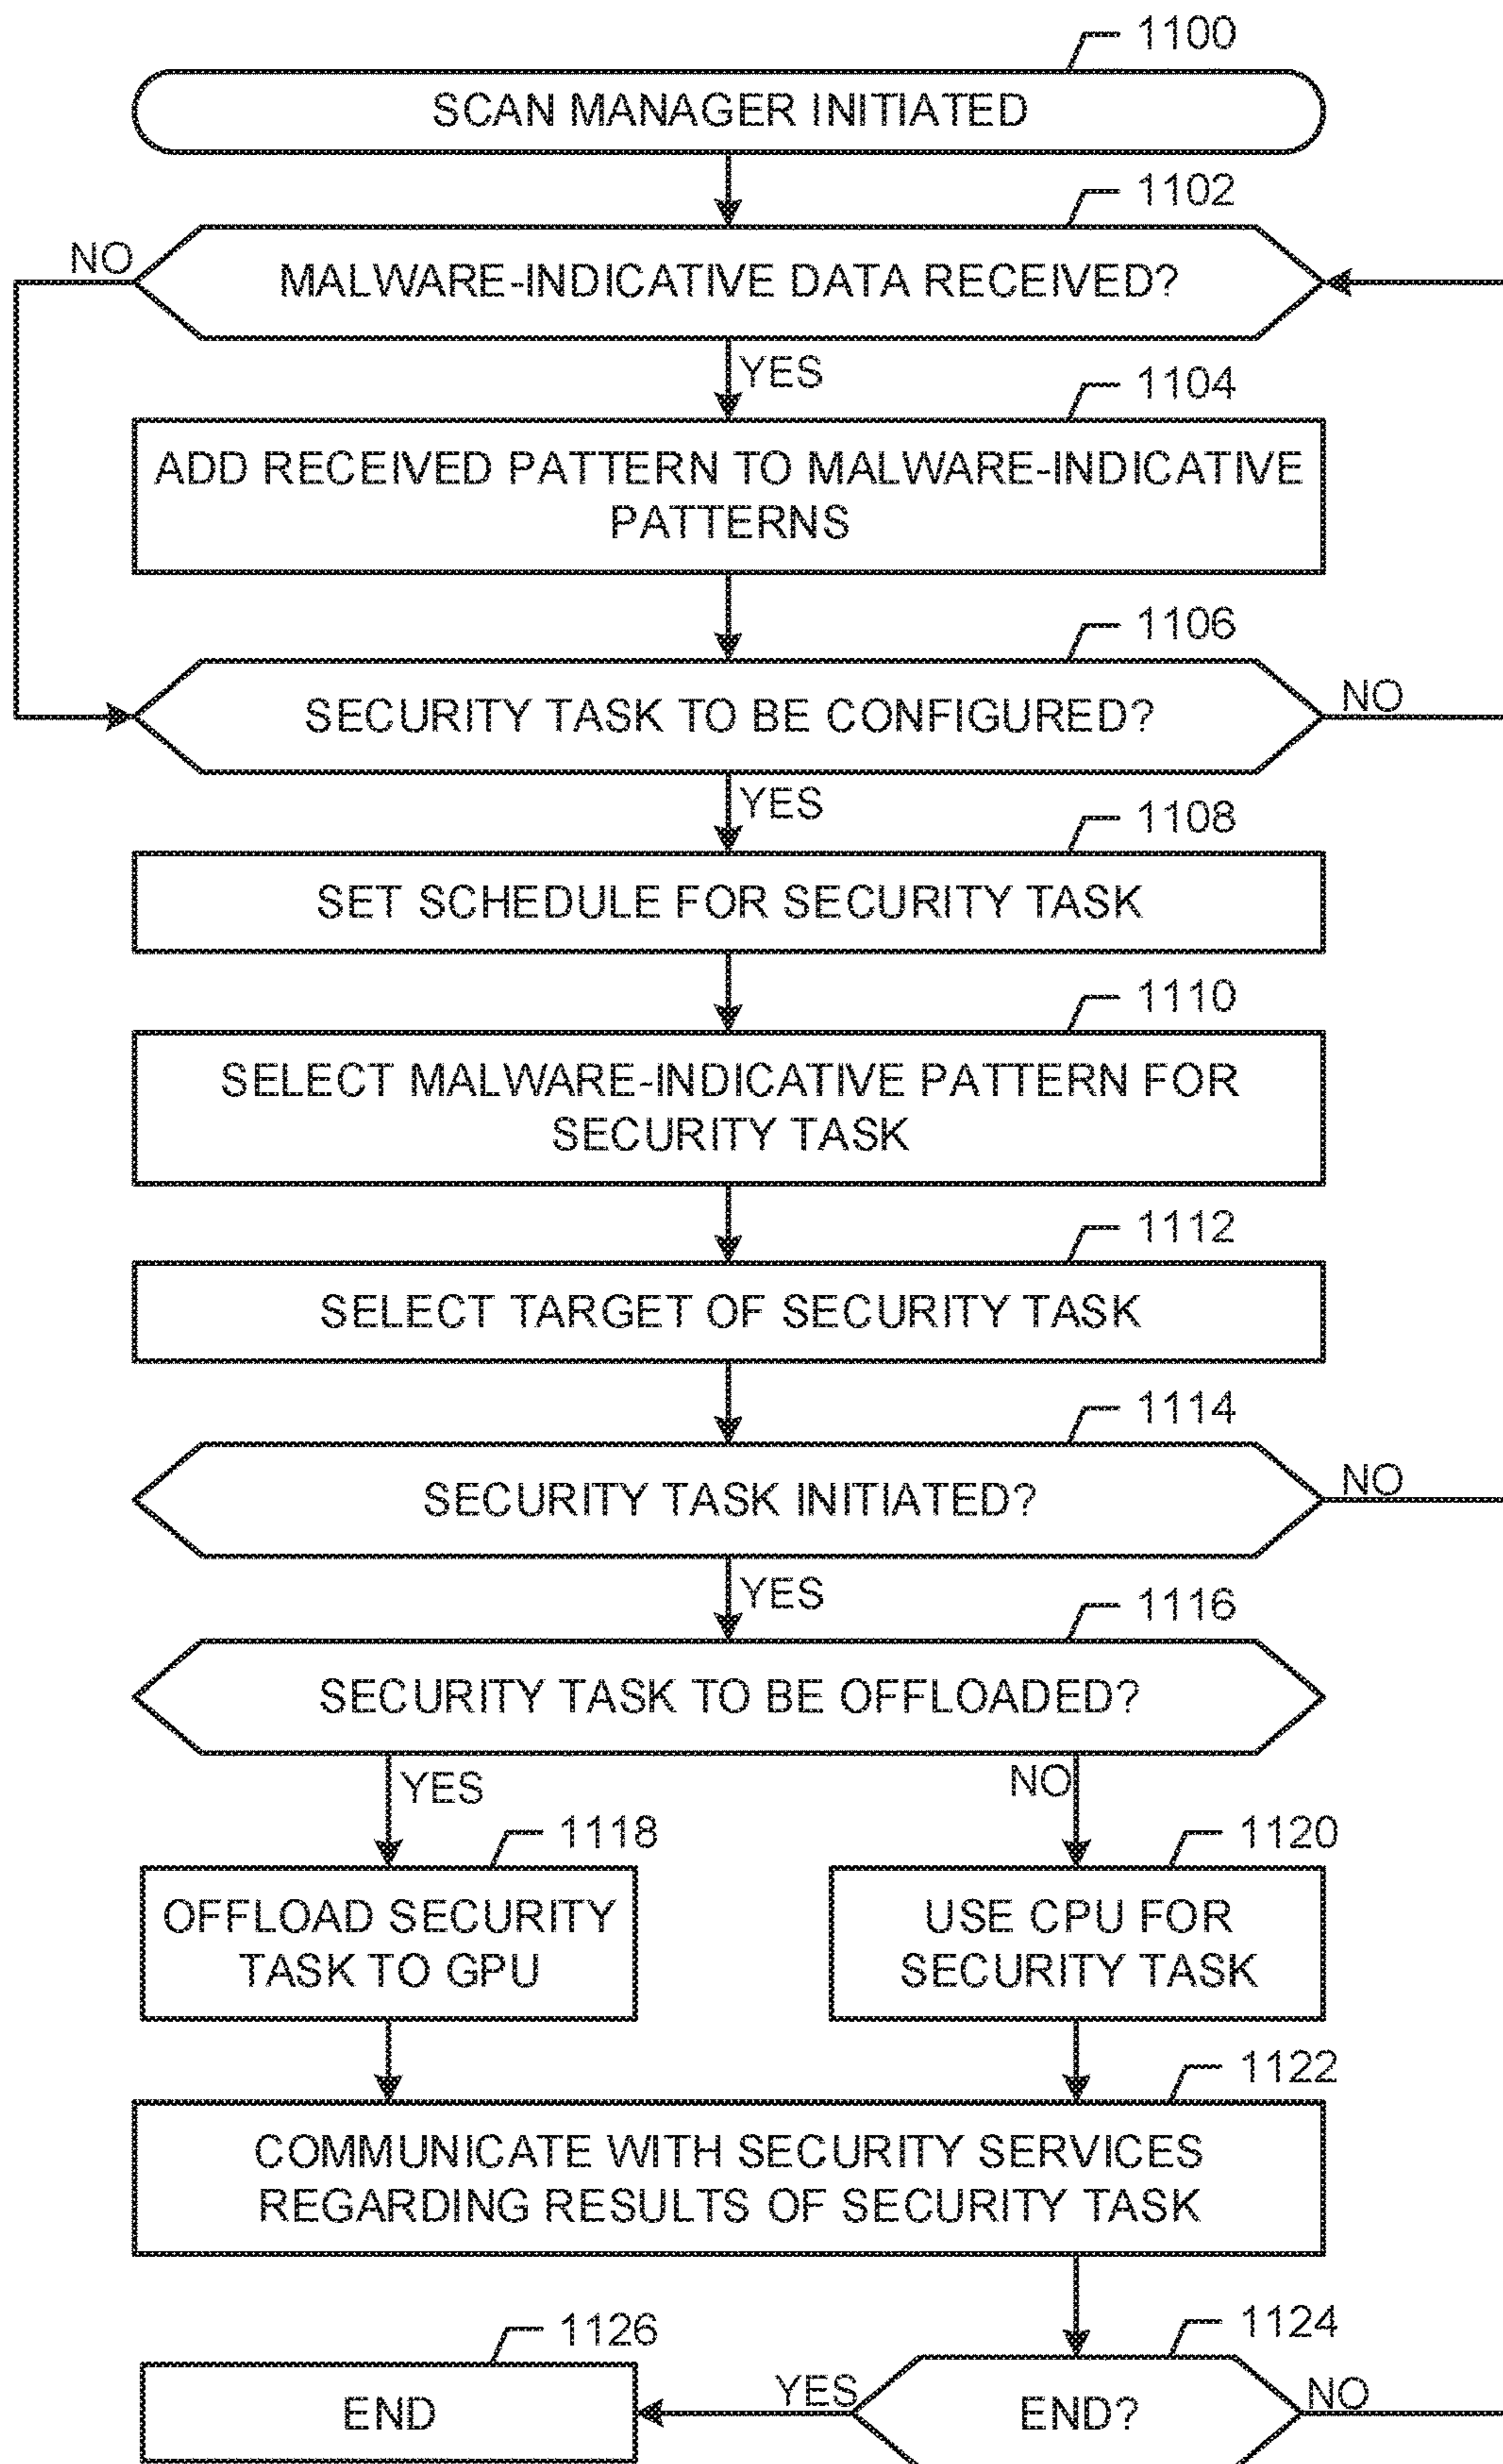 1100
SCAN MANAGER INITIATED
1102
NO
MALWARE-INDICATIVE DATA RECEIVED?
YES
1104
ADD RECEIVED PATTERN TO MALWARE-INDICATIVE
PATTERNS
1106
SECURITY TASK TO BE CONFIGURED?
NO
YES
1108
SET SCHEDULE FOR SECURITY TASK
1110
SELECT MALWARE-INDICATIVE PATTERN FOR
SECURITY TASK
1112
SELECT TARGET OF SECURITY TASK
1114
SECURITY TASK INITIATED?
NO
YES
1116
SECURITY TASK TO BE OFFLOADED?
YES
NO
1118
1120
OFFLOAD SECURITY
TASK TO GPU
USE CPU FOR
SECURITY TASK
1122
COMMUNICATE WITH SECURITY SERVICES
REGARDING RESULTS OF SECURITY TASK
1126
1124
END
YES
END?
NO